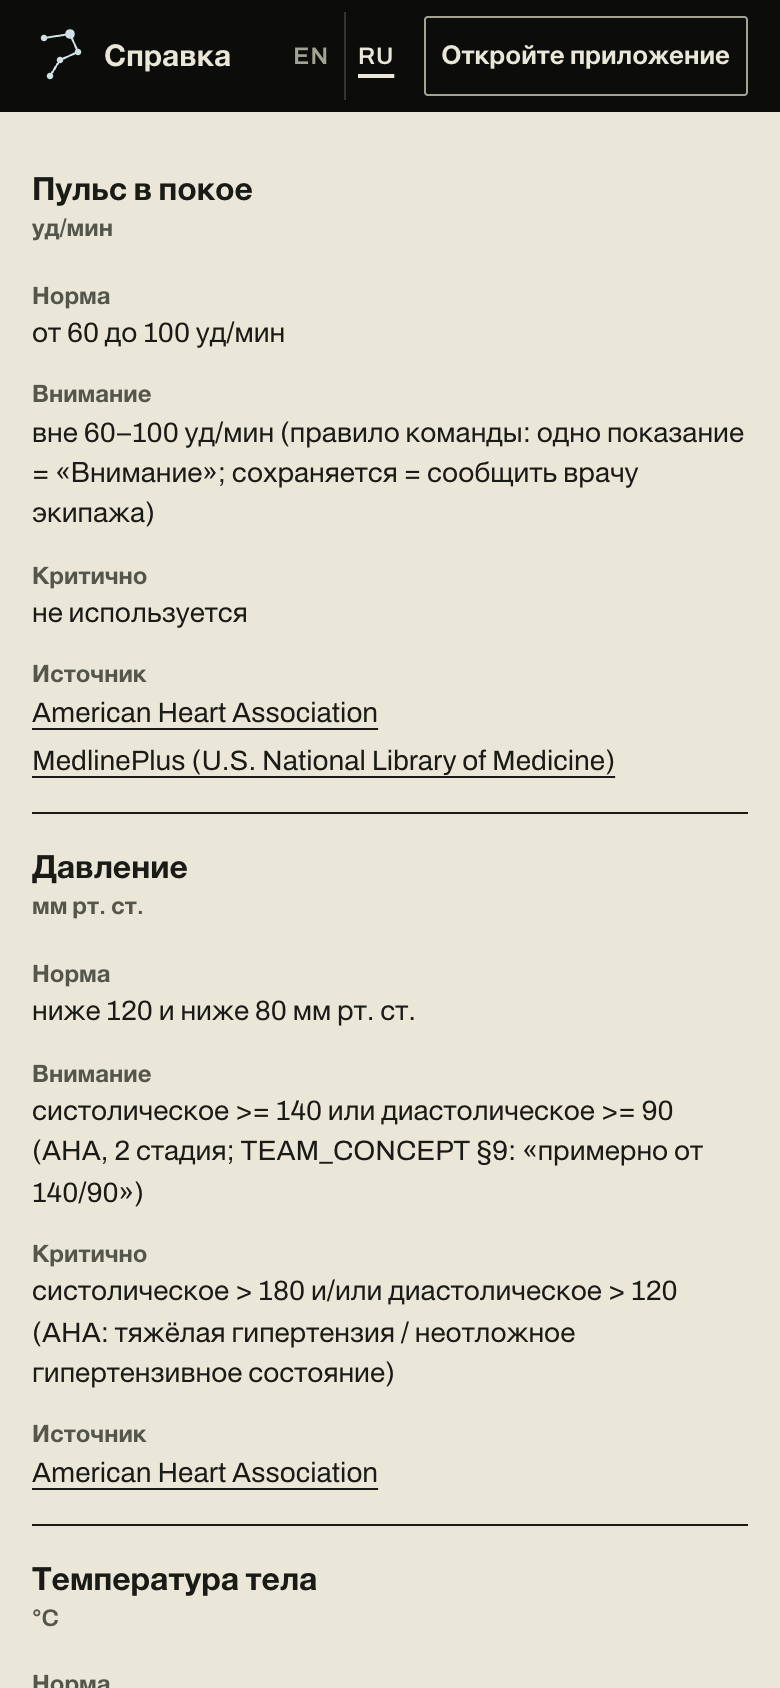 Справка
EN
RU
Откройте приложение
Пульс в покое
уд/мин
Норма
от 60 до 100 уд/мин
Внимание
вне 60–100 уд/мин (правило команды: одно показание
= «Внимание»; сохраняется = сообщить врачу
экипажа)
Критично
не используется
Источник
American Heart Association
MedlinePlus (U.S. National Library of Medicine)
Давление
мм рт. ст.
Норма
ниже 120 и ниже 80 мм рт. ст.
Внимание
систолическое >= 140 или диастолическое >= 90
(AHA, 2 стадия; TEAM_CONCEPT §9: «примерно от
140/90»)
Критично
систолическое > 180 и/или диастолическое > 120
(AHA: тяжёлая гипертензия / неотложное
гипертензивное состояние)
Источник
American Heart Association
Температура тела
°C
Норма